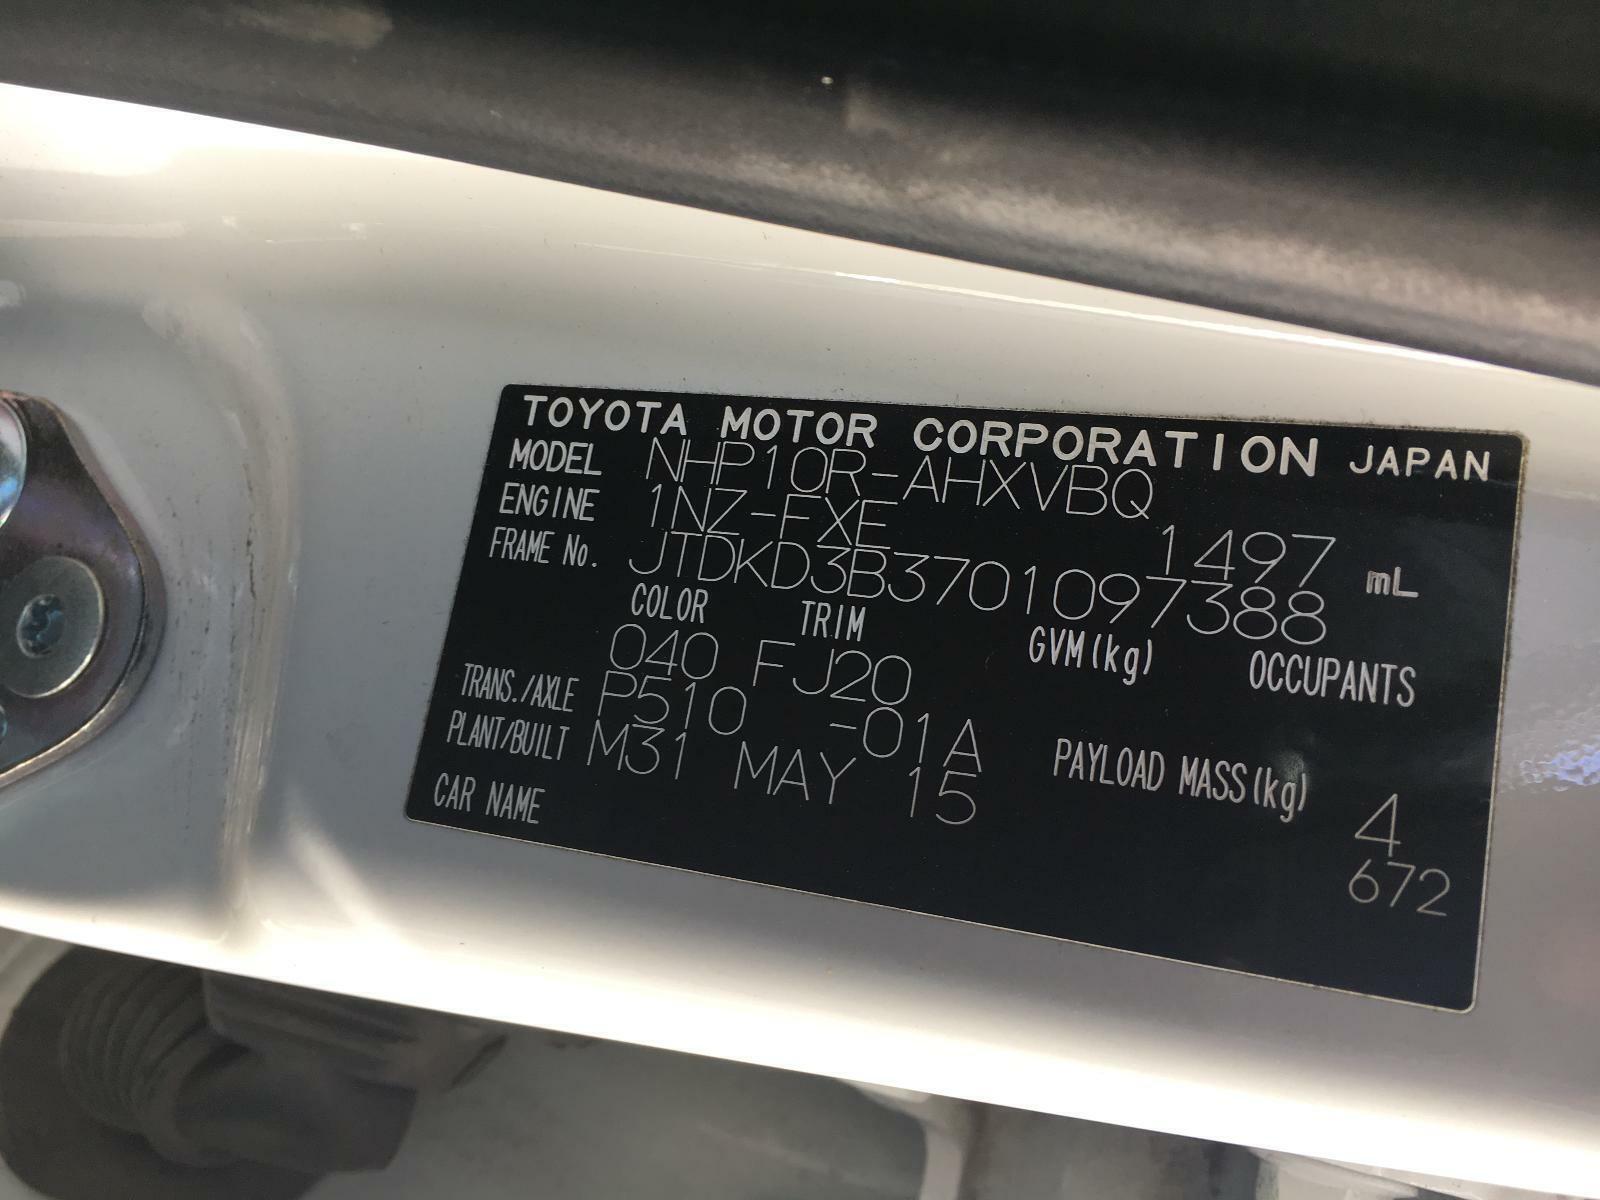 TOYOTA MOTOR CORPORATION JAPAN
MODEL NHP10R-AHXVBQ
ENGINE 1NZ-FXE 1497 mL
FRAME No. JTDKD3B3701097388
COLOR TRIM GVM(kg) OCCUPANTS
040 FJ20
TRANS./AXLE P510 -01A PAYLOAD MASS(kg) 4
PLANT/BUILT M31 MAY 15 672
CAR NAME